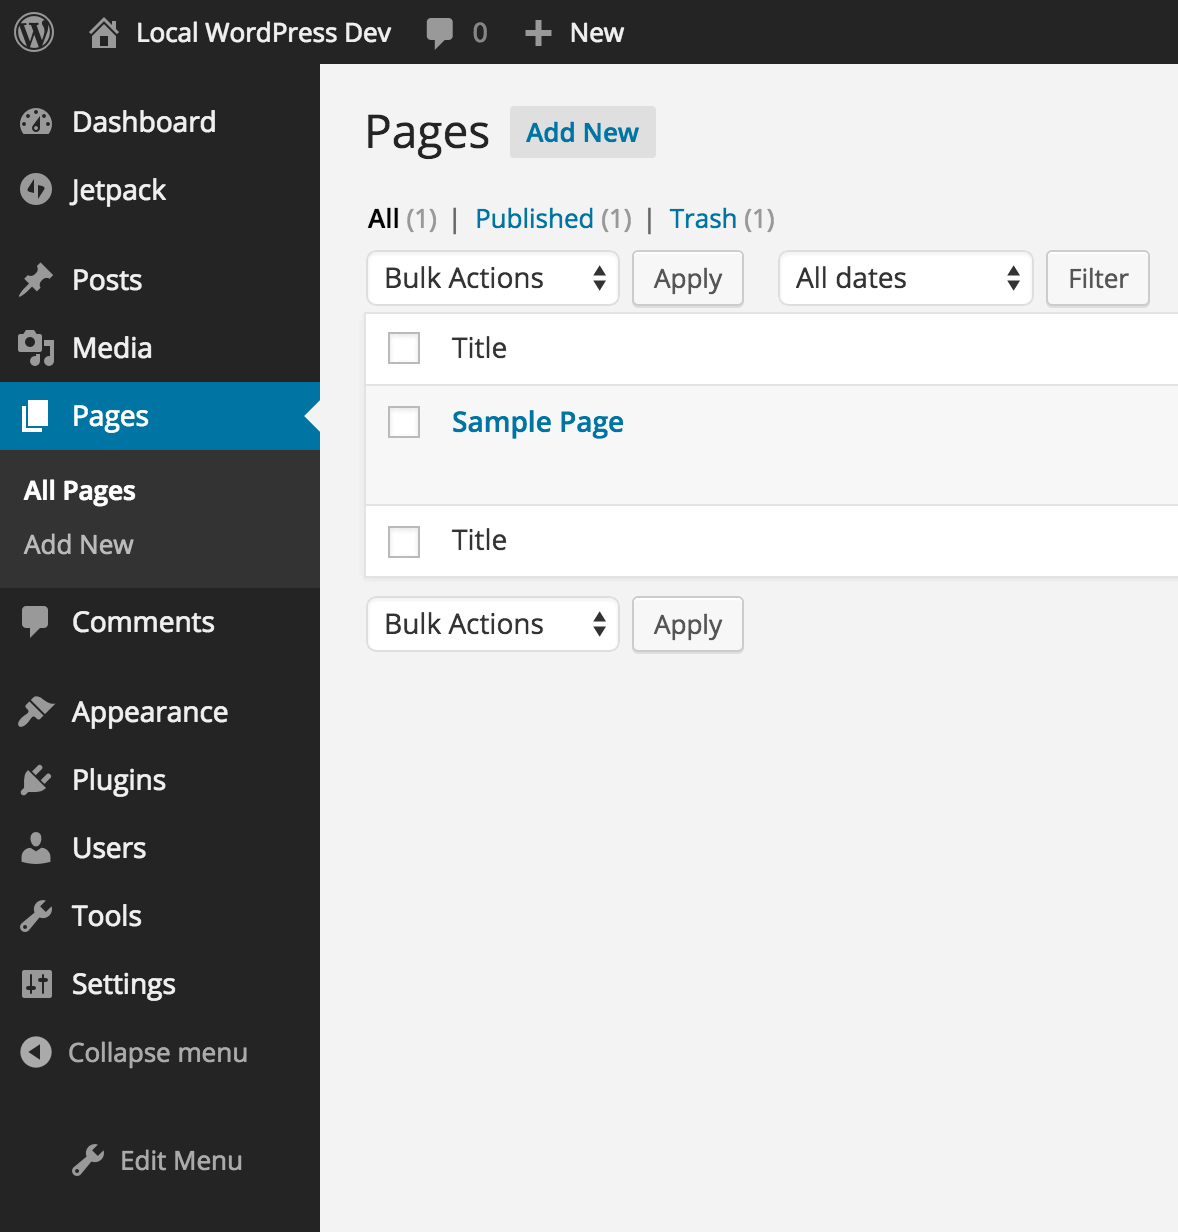 Local WordPress Dev 0 New
Dashboard
Jetpack
Posts
Media
Pages
All Pages
Add New
Comments
Appearance
Plugins
Users
Tools
Settings
Collapse menu
Edit Menu
Pages Add New
All (1) | Published (1) | Trash (1)
Bulk Actions Apply All dates Filter
Title
Sample Page
Title
Bulk Actions Apply